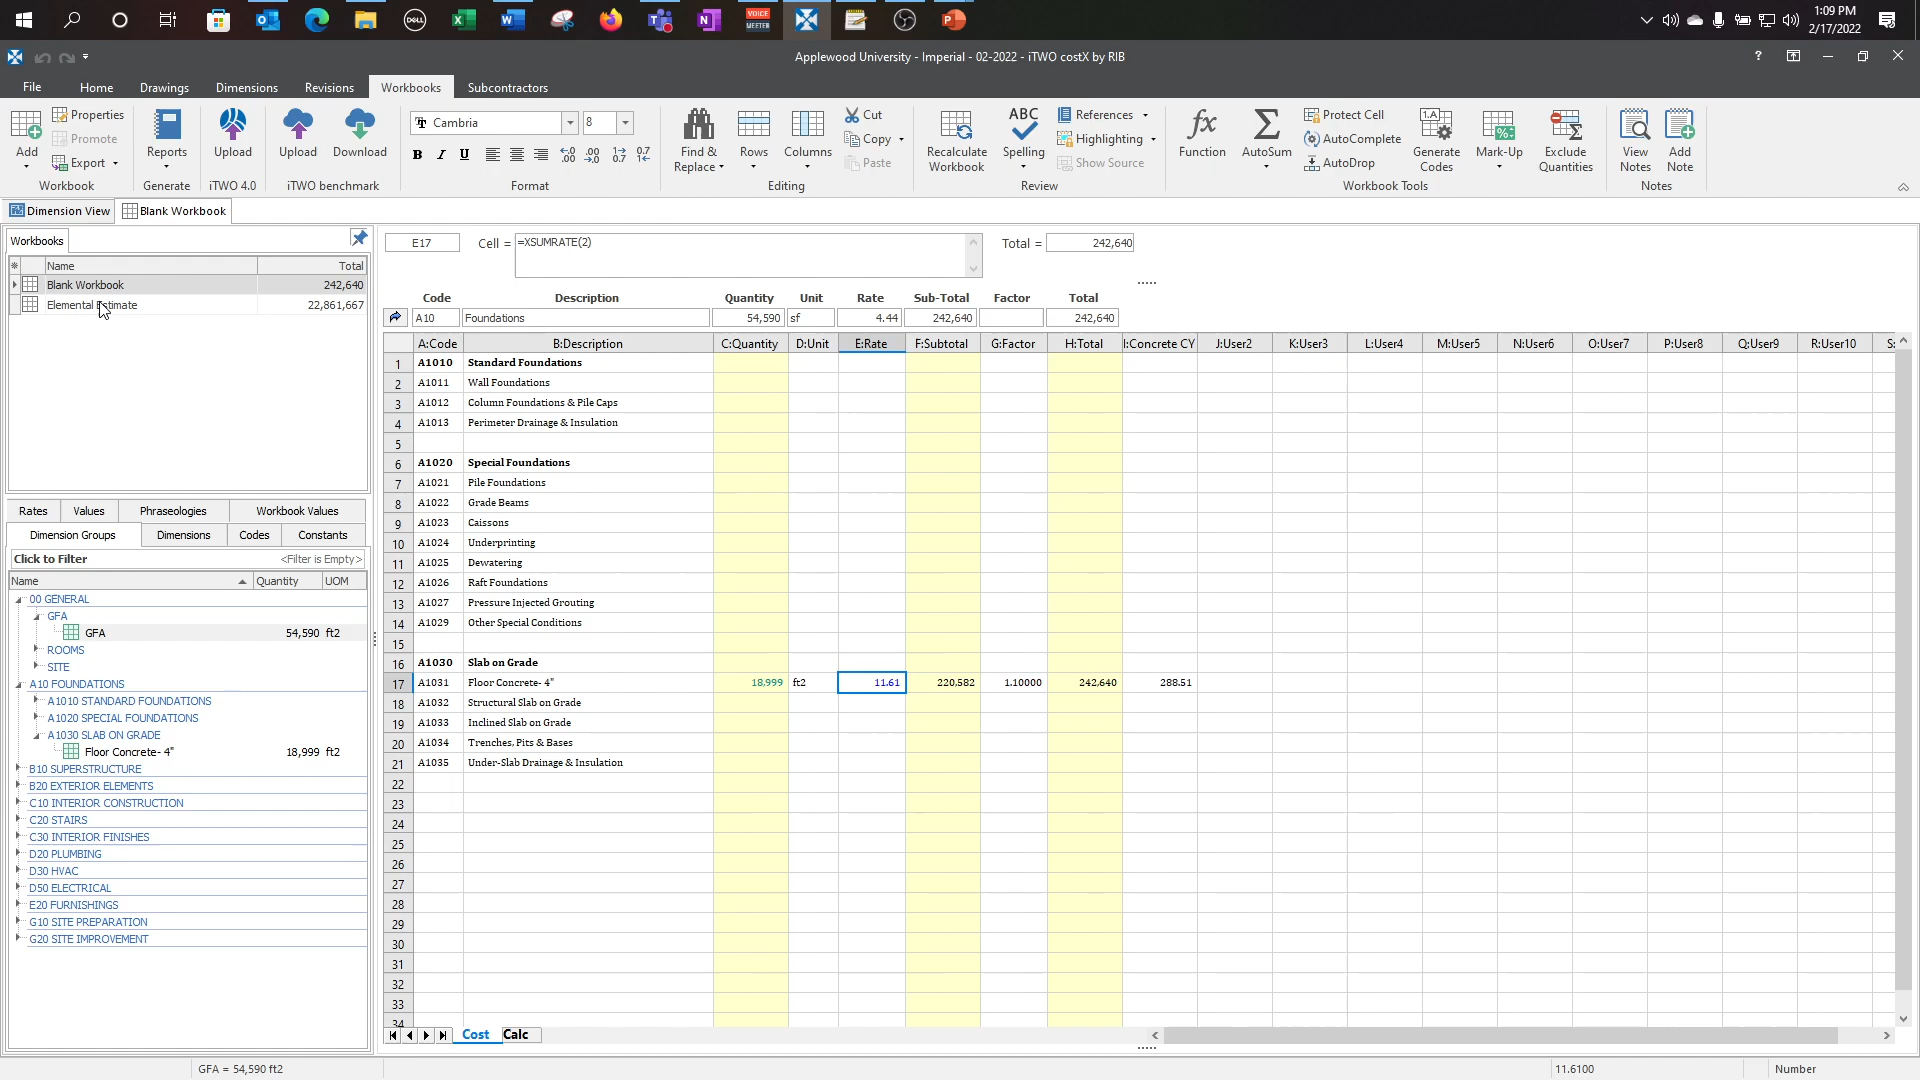 1:09 PM
2/17/2022
DELL
VOICE
MEETER
Applewood University - Imperial - 02-2022 - iTWO costX by RIB
File Home Drawings Dimensions Revisions Workbooks Subcontractors
Add
Properties
Promote
Export
Workbook
Reports
Generate
Upload
iTWO 4.0
Upload Download
iTWO benchmark
Cambria 8
B I U
Format
Find &
Replace
Rows
Columns
Cut
Copy
Paste
Editing
Recalculate
Workbook
ABC
Spelling
References
Highlighting
Show Source
Review
Function
AutoSum
Protect Cell
AutoComplete
AutoDrop
Generate
Codes
Mark-Up
Exclude
Quantities
Workbook Tools
View
Notes
Add
Note
Notes
Dimension View Blank Workbook
Workbooks
Name Total
Blank Workbook 242,640
Elemental Estimate 22,861,667
Rates Values Phraseologies Workbook Values
Dimension Groups Dimensions Codes Constants
Click to Filter <Filter is Empty>
Name Quantity UOM
00 GENERAL
GFA
GFA 54,590 ft2
ROOMS
SITE
A10 FOUNDATIONS
A1010 STANDARD FOUNDATIONS
A1020 SPECIAL FOUNDATIONS
A1030 SLAB ON GRADE
Floor Concrete- 4" 18,999 ft2
B10 SUPERSTRUCTURE
B20 EXTERIOR ELEMENTS
C10 INTERIOR CONSTRUCTION
C20 STAIRS
C30 INTERIOR FINISHES
D20 PLUMBING
D30 HVAC
D50 ELECTRICAL
E20 FURNISHINGS
G10 SITE PREPARATION
G20 SITE IMPROVEMENT
E17 Cell = =XSUMRATE(2) Total = 242,640
Code Description Quantity Unit Rate Sub-Total Factor Total
A10 Foundations 54,590 sf 4.44 242,640 242,640
A:Code B:Description C:Quantity D:Unit E:Rate F:Subtotal G:Factor H:Total I:Concrete CY J:User2 K:User3 L:User4 M:User5 N:User6 O:User7 P:User8 Q:User9 R:User10 S:
1 A1010 Standard Foundations
2 A1011 Wall Foundations
3 A1012 Column Foundations & Pile Caps
4 A1013 Perimeter Drainage & Insulation
5
6 A1020 Special Foundations
7 A1021 Pile Foundations
8 A1022 Grade Beams
9 A1023 Caissons
10 A1024 Underprinting
11 A1025 Dewatering
12 A1026 Raft Foundations
13 A1027 Pressure Injected Grouting
14 A1029 Other Special Conditions
15
16 A1030 Slab on Grade
17 A1031 Floor Concrete- 4" 18,999 ft2 11.61 220,582 1.10000 242,640 288.51
18 A1032 Structural Slab on Grade
19 A1033 Inclined Slab on Grade
20 A1034 Trenches, Pits & Bases
21 A1035 Under-Slab Drainage & Insulation
22
23
24
25
26
27
28
29
30
31
32
33
34
Cost Calc
GFA = 54,590 ft2 11.6100 Number